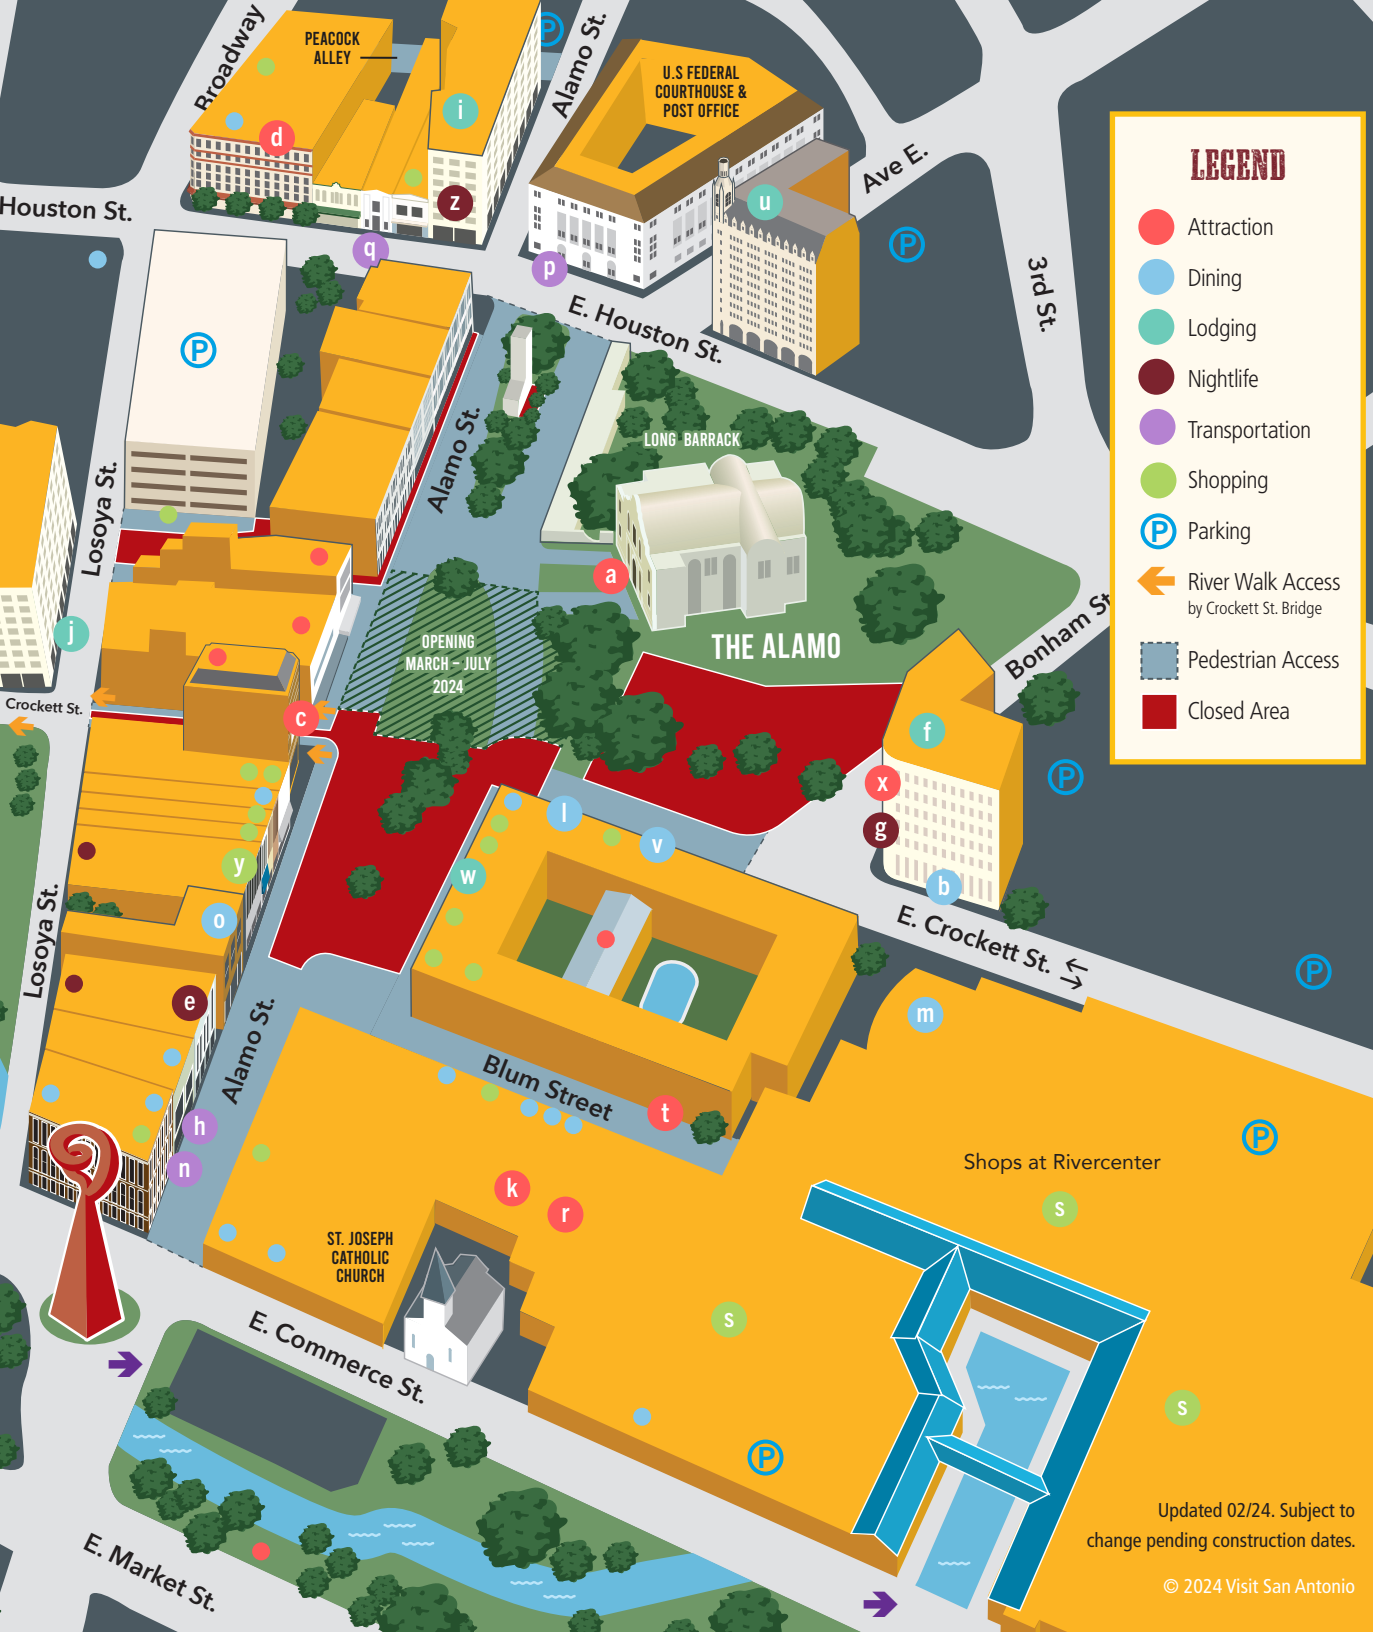 Broadway
PEACOCK
ALLEY
P
Alamo St.
U.S FEDERAL
COURTHOUSE &
POST OFFICE
i
d
z
u
Ave E.
Houston St.
q
p
P
E. Houston St.
3rd St.
P
Alamo St.
LONG BARRACK
Losoya St.
a
THE ALAMO
OPENING
MARCH – JULY
2024
j
Bonham St.
Crockett St.
c
f
x
P
g
b
l
v
w
y
o
E. Crockett St.
P
Losoya St.
e
m
Alamo St.
Blum Street
t
h
n
P
Shops at Rivercenter
s
k
r
ST. JOSEPH
CATHOLIC
CHURCH
E. Commerce St.
s
s
P
E. Market St.
LEGEND
Attraction
Dining
Lodging
Nightlife
Transportation
Shopping
P Parking
River Walk Access
by Crockett St. Bridge
Pedestrian Access
Closed Area
Updated 02/24. Subject to
change pending construction dates.
© 2024 Visit San Antonio